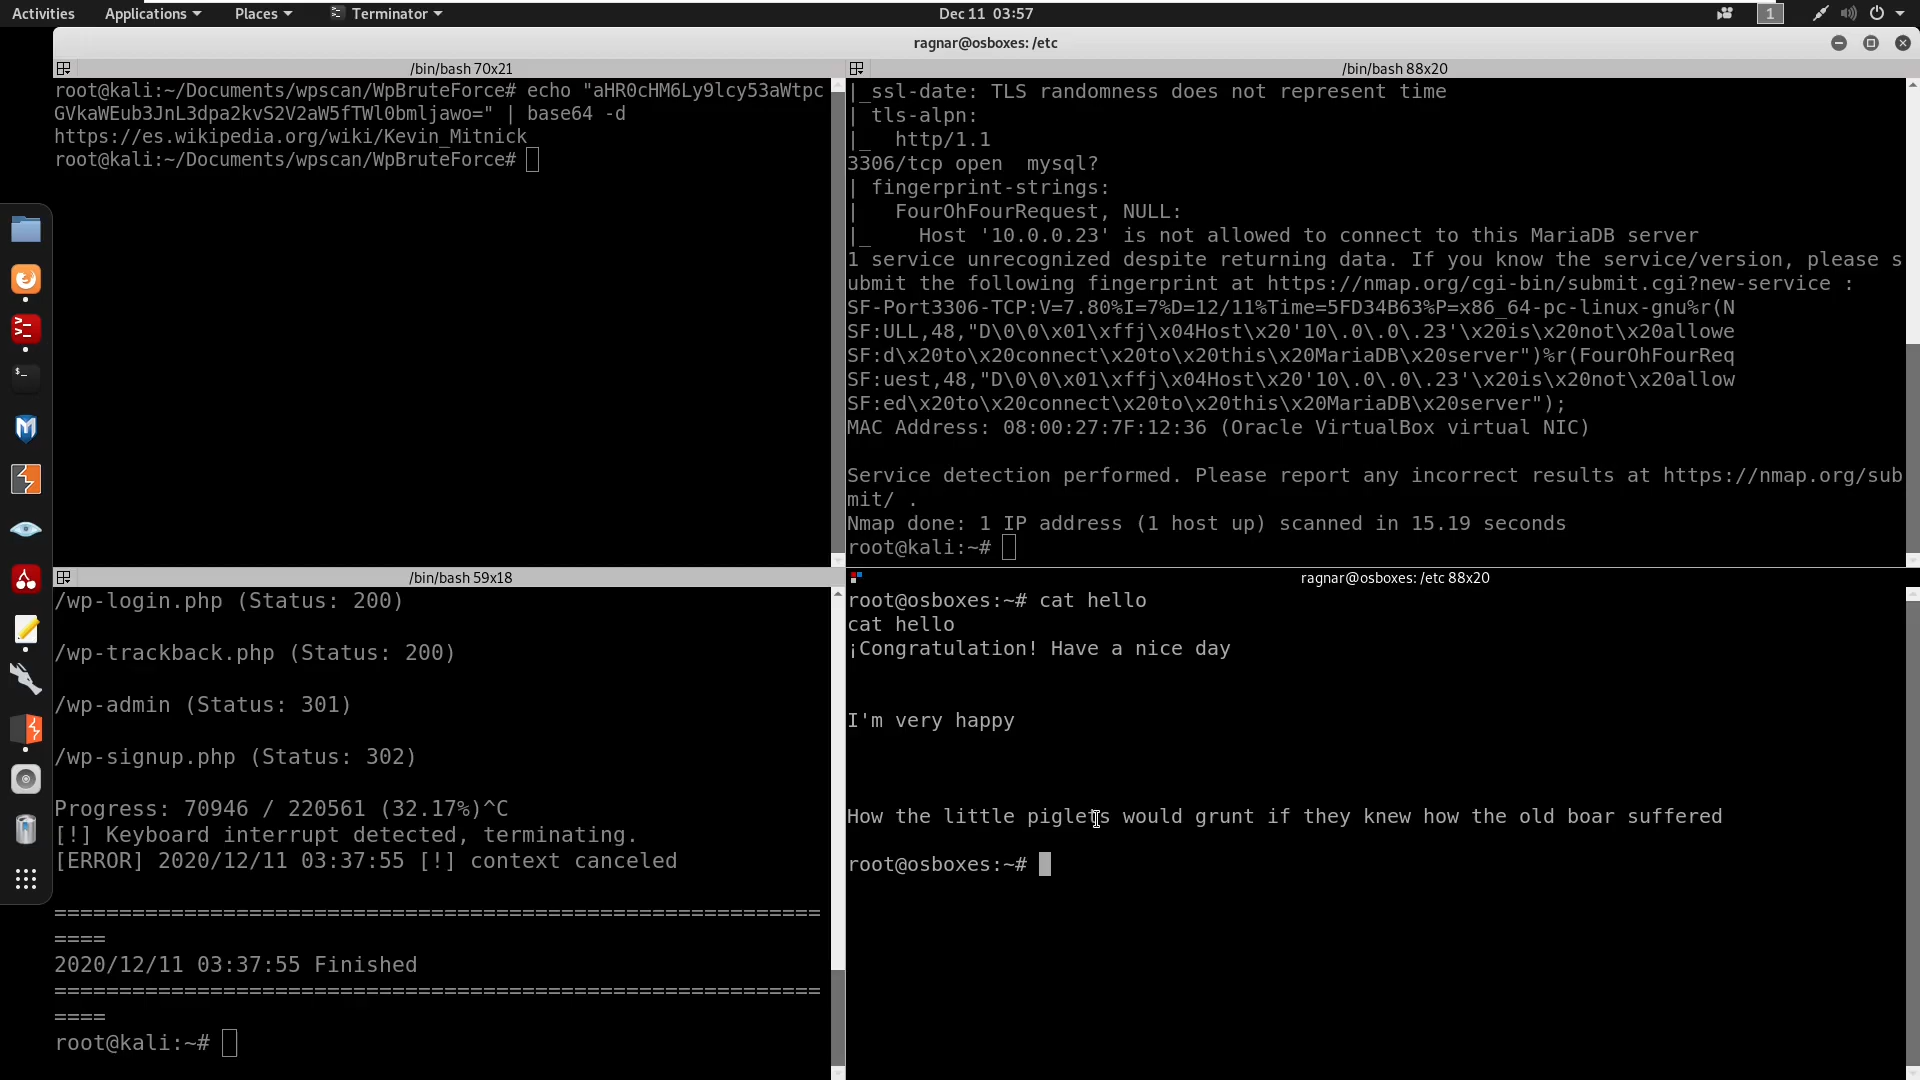 Activities Applications Places Terminator Dec 11 03:57 1
ragnar@osboxes: /etc
/bin/bash 70x21
root@kali:~/Documents/wpscan/WpBruteForce# echo "aHR0cHM6Ly9lcy53aWtpc
GVkaWEub3JnL3dpa2kvS2V2aW5fTWl0bmljawo=" | base64 -d
https://es.wikipedia.org/wiki/Kevin_Mitnick
root@kali:~/Documents/wpscan/WpBruteForce#
/bin/bash 88x20
|_ssl-date: TLS randomness does not represent time
| tls-alpn:
|_  http/1.1
3306/tcp open  mysql?
| fingerprint-strings:
|   FourOhFourRequest, NULL:
|_    Host '10.0.0.23' is not allowed to connect to this MariaDB server
1 service unrecognized despite returning data. If you know the service/version, please s
ubmit the following fingerprint at https://nmap.org/cgi-bin/submit.cgi?new-service :
SF-Port3306-TCP:V=7.80%I=7%D=12/11%Time=5FD34B63%P=x86_64-pc-linux-gnu%r(N
SF:ULL,48,"D\0\0\x01\xffj\x04Host\x20'10\.0\.0\.23'\x20is\x20not\x20allowe
SF:d\x20to\x20connect\x20to\x20this\x20MariaDB\x20server")%r(FourOhFourReq
SF:uest,48,"D\0\0\x01\xffj\x04Host\x20'10\.0\.0\.23'\x20is\x20not\x20allow
SF:ed\x20to\x20connect\x20to\x20this\x20MariaDB\x20server");
MAC Address: 08:00:27:7F:12:36 (Oracle VirtualBox virtual NIC)
Service detection performed. Please report any incorrect results at https://nmap.org/sub
mit/ .
Nmap done: 1 IP address (1 host up) scanned in 15.19 seconds
root@kali:~#
/bin/bash 59x18
/wp-login.php (Status: 200)
/wp-trackback.php (Status: 200)
/wp-admin (Status: 301)
/wp-signup.php (Status: 302)
Progress: 70946 / 220561 (32.17%)^C
[!] Keyboard interrupt detected, terminating.
[ERROR] 2020/12/11 03:37:55 [!] context canceled
===========================================================
====
2020/12/11 03:37:55 Finished
===========================================================
====
root@kali:~#
ragnar@osboxes: /etc 88x20
root@osboxes:~# cat hello
cat hello
¡Congratulation! Have a nice day
I'm very happy
How the little piglets would grunt if they knew how the old boar suffered
root@osboxes:~#